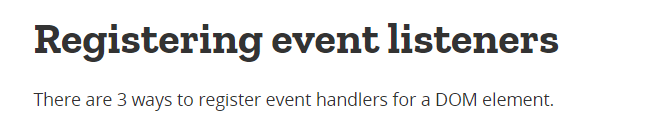 Registering event listeners
There are 3 ways to register event handlers for a DOM element.